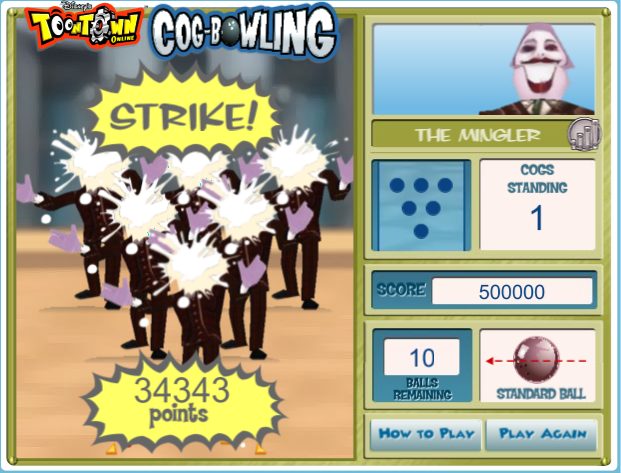 Disney's
TOONTOWN
ONLINE
COG-BOWLING
STRIKE!
34343
points
THE MINGLER
COGS
STANDING
1
SCORE
500000
10
BALLS
REMAINING
STANDARD BALL
HOW TO PLAY
PLAY AGAIN